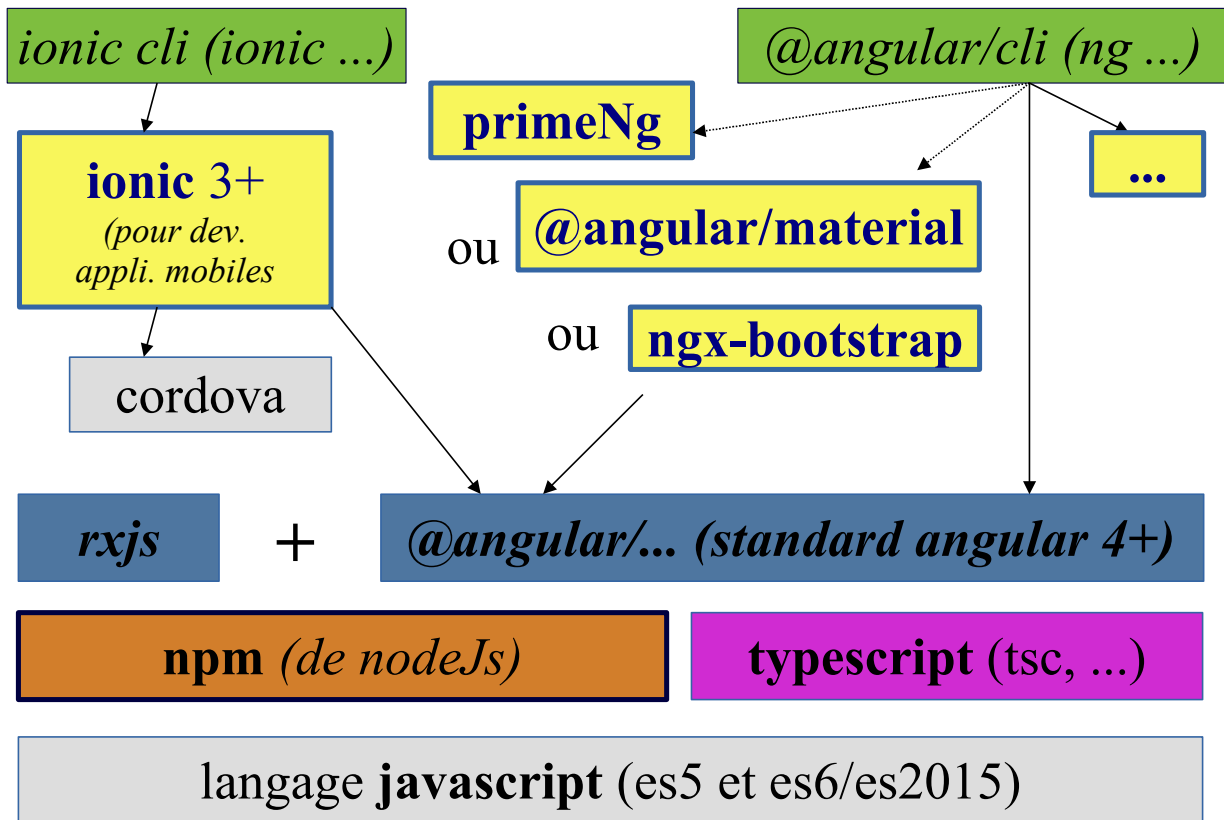 ionic cli (ionic ...)
@angular/cli (ng ...)
primeNg
...
ionic 3+
(pour dev.
appli. mobiles
ou
@angular/material
ou
ngx-bootstrap
cordova
rxjs
+
@angular/... (standard angular 4+)
npm (de nodeJs)
typescript (tsc, ...)
langage javascript (es5 et es6/es2015)